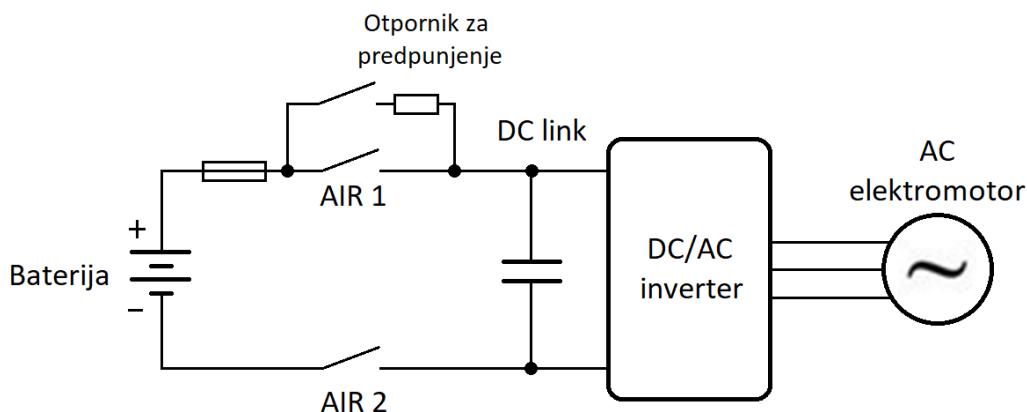 Otpornik za
predpunjenje
DC link
AC
elektromotor
AIR 1
+
DC/AC
inverter
Baterija
−
AIR 2